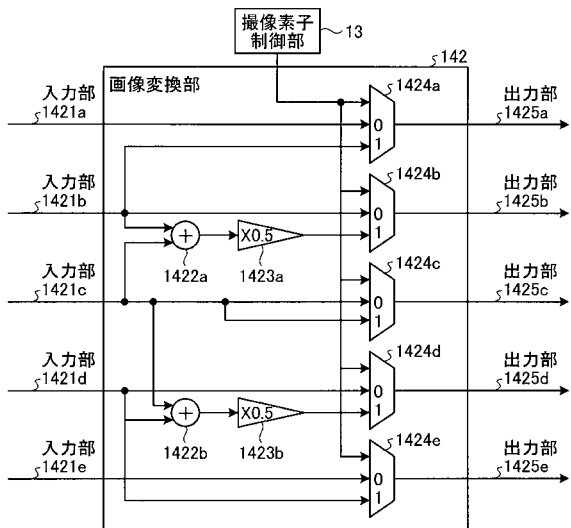 撮像素子
制御部
13
142
画像変換部
入力部
1421a
1424a
0
1
出力部
1425a
入力部
1421b
1424b
0
1
出力部
1425b
+
X0.5
1422a
1423a
入力部
1421c
1424c
0
1
出力部
1425c
入力部
1421d
1424d
0
1
出力部
1425d
+
X0.5
1422b
1423b
入力部
1421e
1424e
0
1
出力部
1425e